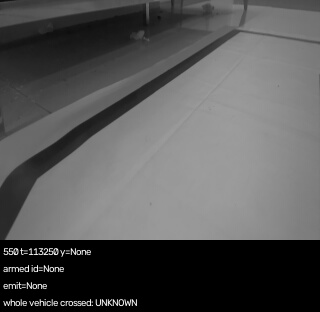 550 t=113250 y=None
armed id=None
emit=None
whole vehicle crossed: UNKNOWN